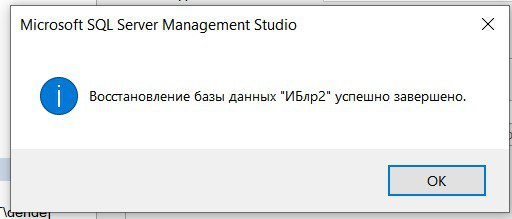 Microsoft SQL Server Management Studio
Восстановление базы данных "ИБлр2" успешно завершено.
OK